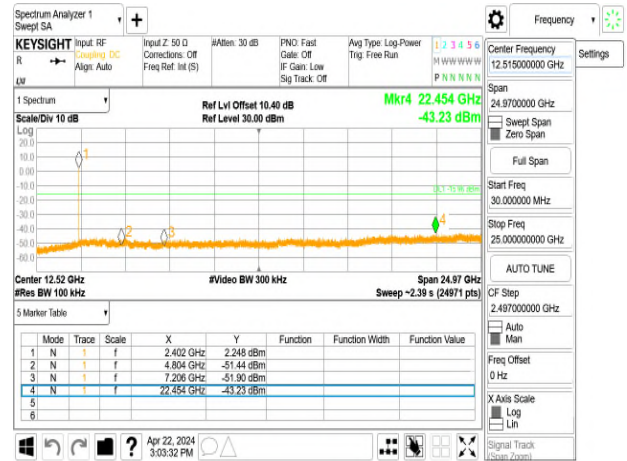 Spectrum Analyzer 1
Swept SA
Frequency
KEYSIGHT
R
Input: RF
Coupling: DC
Align: Auto
Input Z: 50 Ω
Corrections: Off
Freq Ref: Int (S)
#Atten: 30 dB
PNO: Fast
Gate: Off
IF Gain: Low
Sig Track: Off
Avg Type: Log-Power
Trig: Free Run
1 2 3 4 5 6
M W W W W W
P N N N N N
Settings
Center Frequency
12.515000000 GHz
Span
24.9700000 GHz
Swept Span
Zero Span
Full Span
Start Freq
30.000000 MHz
Stop Freq
25.000000000 GHz
AUTO TUNE
CF Step
2.497000000 GHz
Auto
Man
Freq Offset
0 Hz
X Axis Scale
Log
Lin
Signal Track
(Span Zoom)
1 Spectrum
Scale/Div 10 dB
Ref Lvl Offset 10.40 dB
Ref Level 30.00 dBm
Mkr4 22.454 GHz
-43.23 dBm
Log
20.0
10.0
0.00
-10.0
-20.0
-30.0
-40.0
-50.0
-60.0
1
2
3
4
Center 12.52 GHz
#Video BW 300 kHz
Span 24.97 GHz
#Res BW 100 kHz
Sweep ~2.39 s (24971 pts)
5 Marker Table
Mode Trace Scale X Y Function Function Width Function Value
1 N 1 f 2.402 GHz 2.248 dBm
2 N 1 f 4.804 GHz -51.44 dBm
3 N 1 f 7.206 GHz -51.90 dBm
4 N 1 f 22.454 GHz -43.23 dBm
5
6
?
Apr 22, 2024
3:03:32 PM